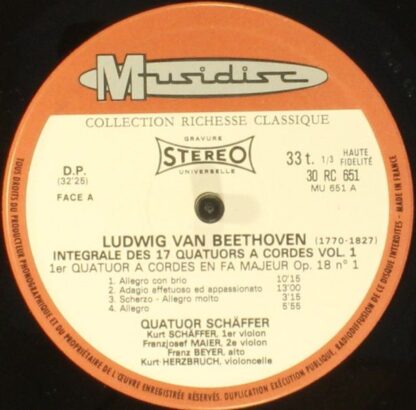 Musidisc
COLLECTION RICHESSE CLASSIQUE
GRAVURE
STEREO
UNIVERSELLE
33 t. 1/3 HAUTE FIDÉLITÉ
D.P.
(32'25)
FACE A
30 RC 651
MU 651 A
LUDWIG VAN BEETHOVEN (1770-1827)
INTEGRALE DES 17 QUATUORS A CORDES VOL. 1
1er QUATUOR A CORDES EN FA MAJEUR Op. 18 n° 1
1. Allegro con brio 10'15
2. Adagio affetuoso ed appassionato 13'00
3. Scherzo - Allegro molto 3'15
4. Allegro 5'55
QUATUOR SCHÄFFER
Kurt SCHÄFFER, 1er violon
Franzjosef MAIER, 2e violon
Franz BEYER, alto
Kurt HERZBRUCH, violoncelle
TOUS DROITS DU PRODUCTEUR PHONOGRAPHIQUE ET DU PROPRIÉTAIRE DE L'ŒUVRE ENREGISTRÉE RÉSERVÉS. DUPLICATION EXÉCUTION PUBLIQUE, RADIODIFFUSION DE CE DISQUE INTERDITES - MADE IN FRANCE